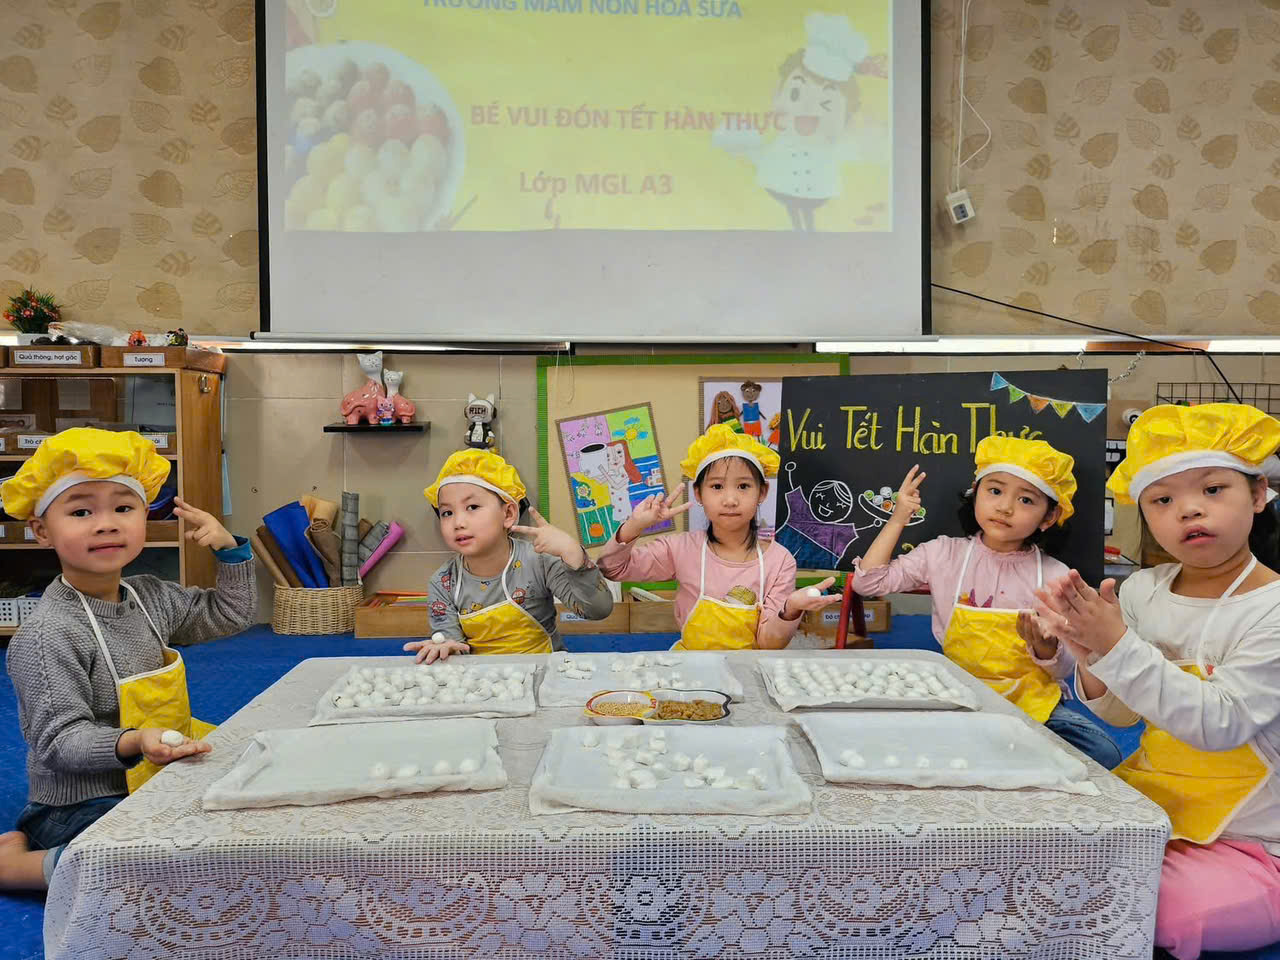 TRƯỜNG MẦM NON HOA SỮA
BÉ VUI ĐÓN TẾT HÀN THỰC
Lớp MGL A3
Quả thông, hạt gấc
Tượng
Vui Tết Hàn Thực
RICH